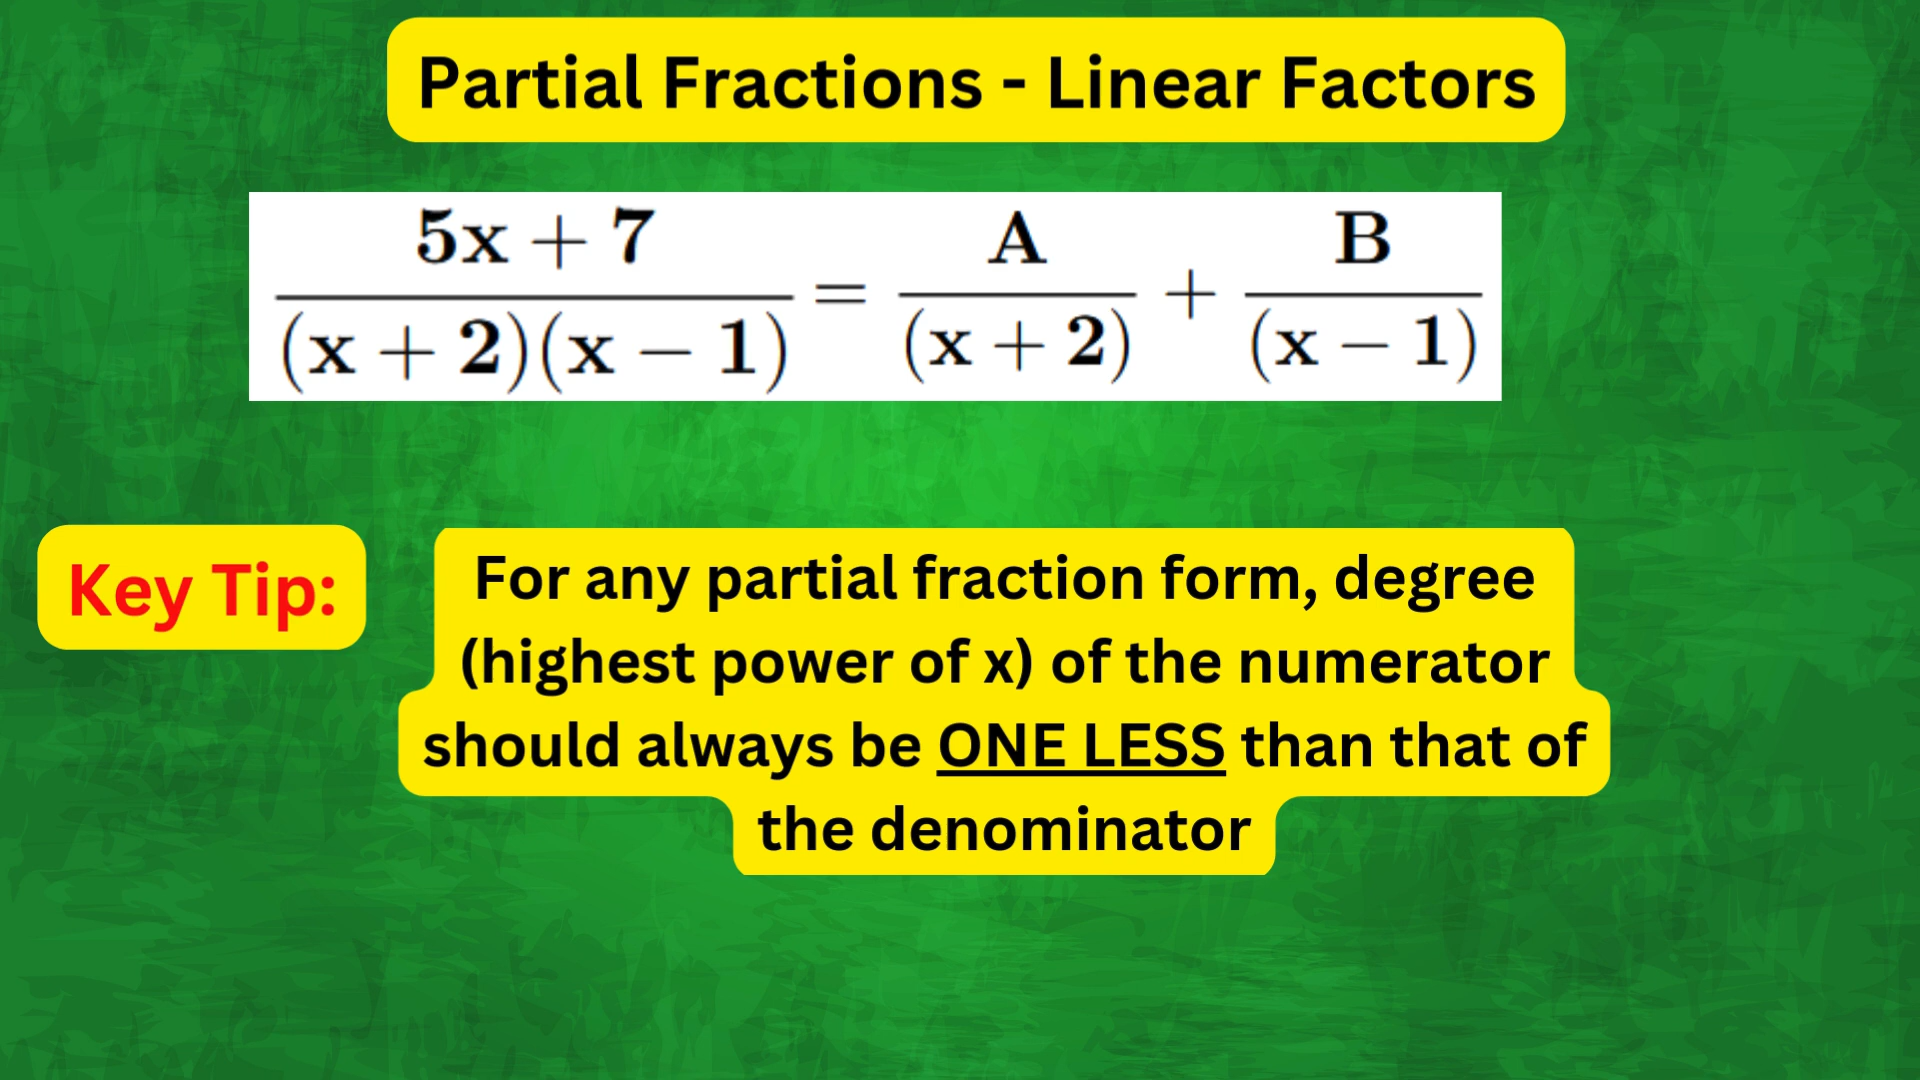 Partial Fractions - Linear Factors
5x + 7 / (x + 2)(x − 1) = A / (x + 2) + B / (x − 1)
Key Tip:
For any partial fraction form, degree
(highest power of x) of the numerator
should always be ONE LESS than that of
the denominator